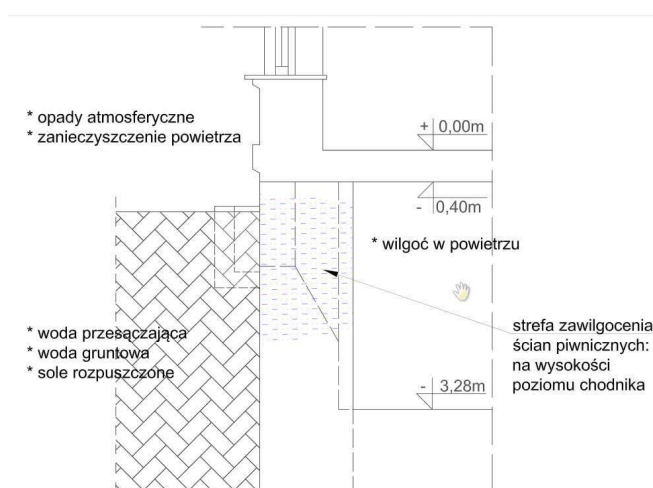 * opady atmosferyczne
* zanieczyszczenie powietrza
+ 0,00m
- 0,40m
* wilgoć w powietrzu
* woda przesączająca
* woda gruntowa
* sole rozpuszczone
strefa zawilgocenia
ścian piwnicznych:
na wysokości
poziomu chodnika
- 3,28m